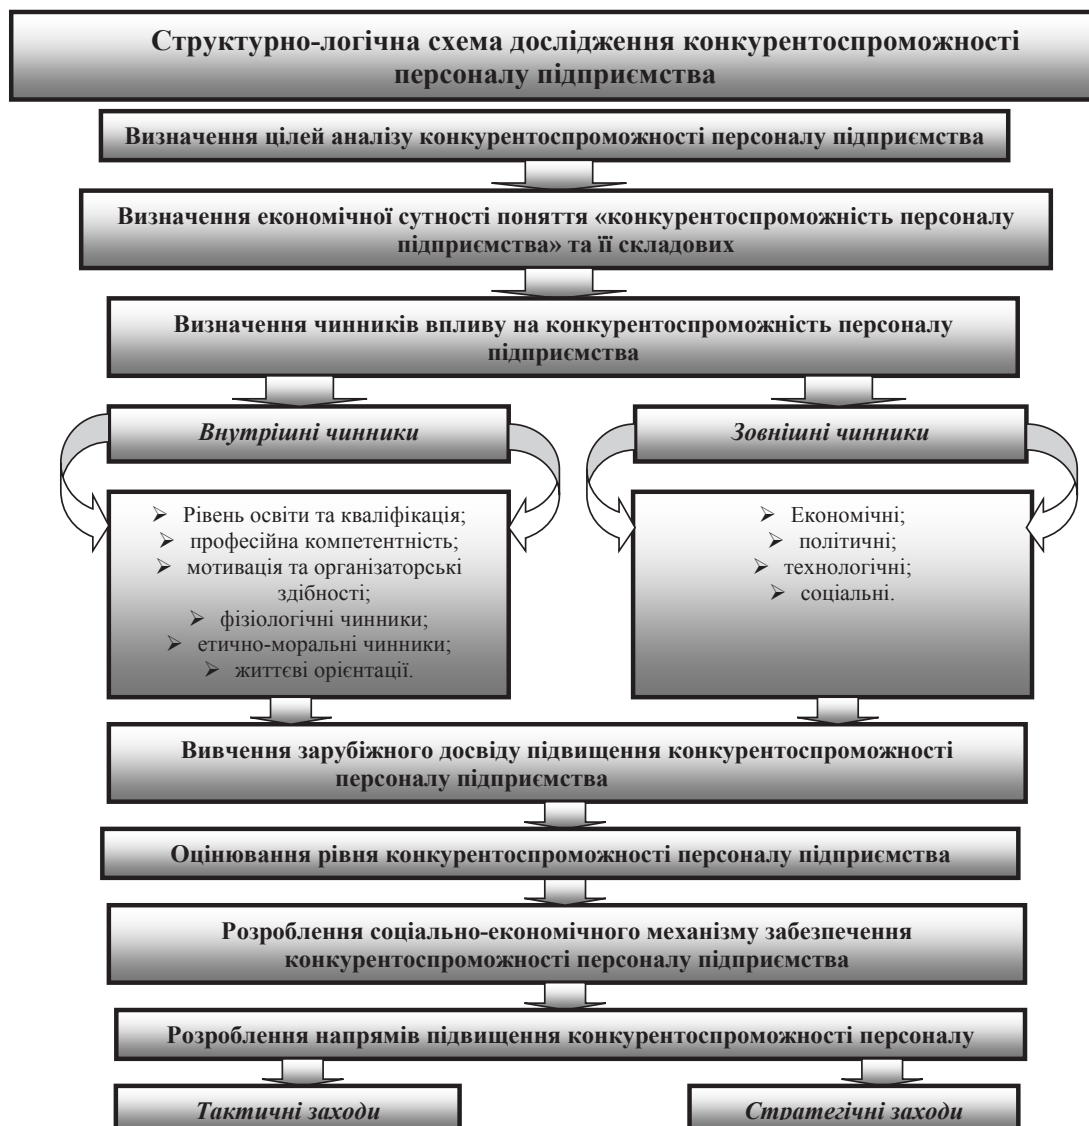 Структурно-логічна схема дослідження конкурентоспроможності
персоналу підприємства
Визначення цілей аналізу конкурентоспроможності персоналу підприємства
Визначення економічної сутності поняття «конкурентоспроможність персоналу
підприємства» та її складових
Визначення чинників впливу на конкурентоспроможність персоналу
підприємства
Внутрішні чинники
➢ Рівень освіти та кваліфікація;
➢ професійна компетентність;
➢ мотивація та організаторські
здібності;
➢ фізіологічні чинники;
➢ етично-моральні чинники;
➢ життєві орієнтації.
Зовнішні чинники
➢ Економічні;
➢ політичні;
➢ технологічні;
➢ соціальні.
Вивчення зарубіжного досвіду підвищення конкурентоспроможності
персоналу підприємства
Оцінювання рівня конкурентоспроможності персоналу підприємства
Розроблення соціально-економічного механізму забезпечення
конкурентоспроможності персоналу підприємства
Розроблення напрямів підвищення конкурентоспроможності персоналу
Тактичні заходи
Стратегічні заходи